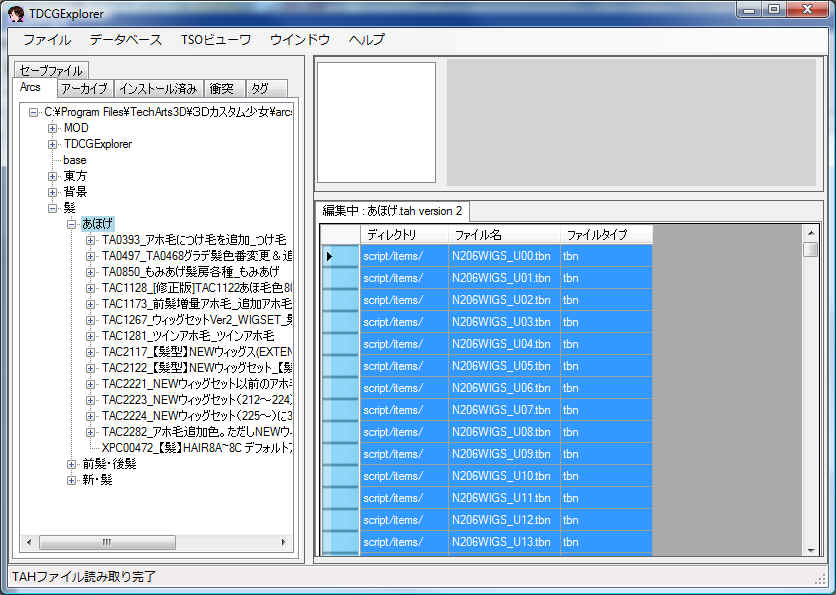 TDCGExplorer
ファイル データベース TSOビューワ ウインドウ ヘルプ
セーブファイル
Arcs アーカイブ インストール済み 衝突 タグ
C:¥Program Files¥TechArts3D¥3Dカスタム少女¥arcs
MOD
TDCGExplorer
base
東方
背景
髪
あほげ
TA0393_アホ毛につけ毛を追加_つけ毛
TA0497_TA0468グラデ髪色番変更＆追
TA0850_もみあげ髪房各種_もみあげ
TAC1128_[修正版]TAC1122あほ毛色80
TAC1173_前髪増量アホ毛_追加アホ毛
TAC1267_ウィッグセットVer2_WIGSET_髪
TAC1281_ツインアホ毛_ツインアホ毛
TAC2117_【髪型】NEWウィッグス(EXTEN
TAC2122_【髪型】NEWウィッグセット_【髪
TAC2221_NEWウィッグセット以前のアホ毛
TAC2223_NEWウィッグセット(212～224)
TAC2224_NEWウィッグセット(225～)に3
TAC2282_アホ毛追加色。ただしNEWウィ
XPC00472_【髪】HAIR8A~8C デフォルトア
前髪・後髪
新・髪
編集中 : あほげ.tah version 2
ディレクトリ ファイル名 ファイルタイプ
script/items/ N206WIGS_U00.tbn tbn
script/items/ N206WIGS_U01.tbn tbn
script/items/ N206WIGS_U02.tbn tbn
script/items/ N206WIGS_U03.tbn tbn
script/items/ N206WIGS_U04.tbn tbn
script/items/ N206WIGS_U05.tbn tbn
script/items/ N206WIGS_U06.tbn tbn
script/items/ N206WIGS_U07.tbn tbn
script/items/ N206WIGS_U08.tbn tbn
script/items/ N206WIGS_U09.tbn tbn
script/items/ N206WIGS_U10.tbn tbn
script/items/ N206WIGS_U11.tbn tbn
script/items/ N206WIGS_U12.tbn tbn
script/items/ N206WIGS_U13.tbn tbn
TAHファイル読み取り完了